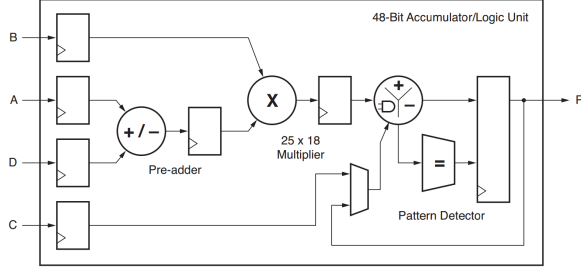 48-Bit Accumulator/Logic Unit
B
A
D
C
+ / −
Pre-adder
X
25 x 18
Multiplier
+
−
=
Pattern Detector
P